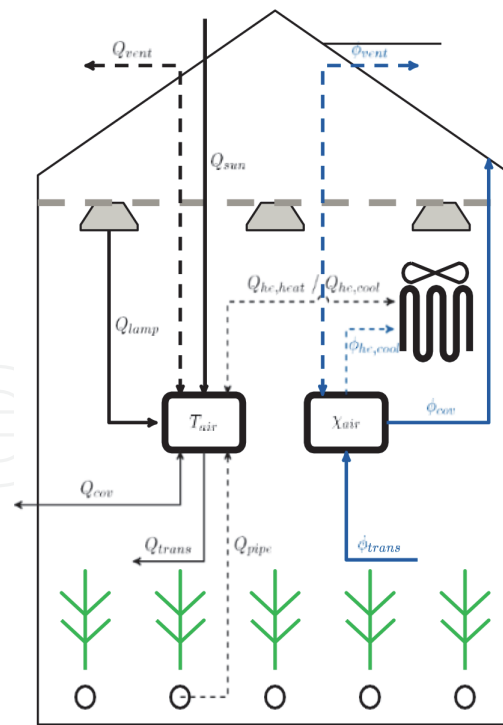 Q_vent
ϕ_vent
Q_sun
Q_hc,heat / Q_hc,cool
Q_lamp
ϕ_hc,cool
T_air
χ_air
ϕ_cov
Q_cov
Q_trans
Q_pipe
ϕ_trans